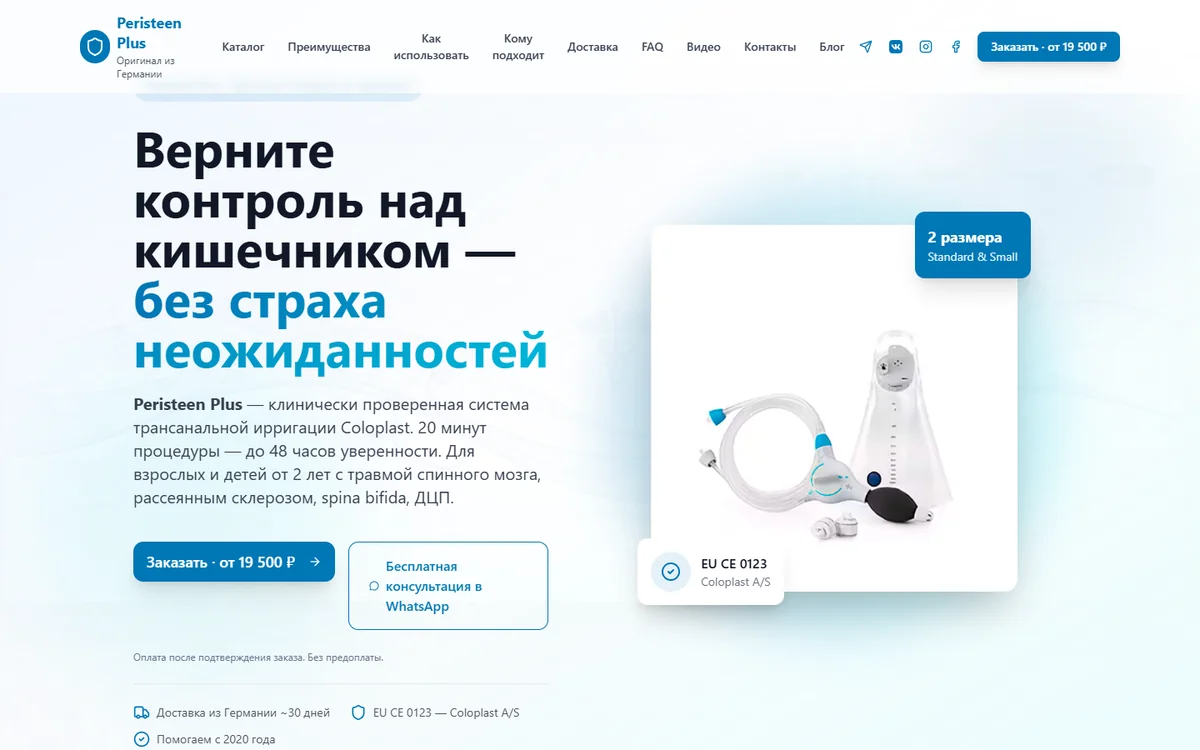 Peristeen
Plus
Оригинал из
Германии
Каталог
Преимущества
Как
использовать
Кому
подходит
Доставка
FAQ
Видео
Контакты
Блог
Заказать · от 19 500 ₽
Верните
контроль над
кишечником —
без страха
неожиданностей
Peristeen Plus — клинически проверенная система
трансанальной ирригации Coloplast. 20 минут
процедуры — до 48 часов уверенности. Для
взрослых и детей от 2 лет с травмой спинного мозга,
рассеянным склерозом, spina bifida, ДЦП.
Заказать · от 19 500 ₽ →
Бесплатная
консультация в
WhatsApp
Оплата после подтверждения заказа. Без предоплаты.
Доставка из Германии ~30 дней
EU CE 0123 — Coloplast A/S
Помогаем с 2020 года
2 размера
Standard & Small
EU CE 0123
Coloplast A/S